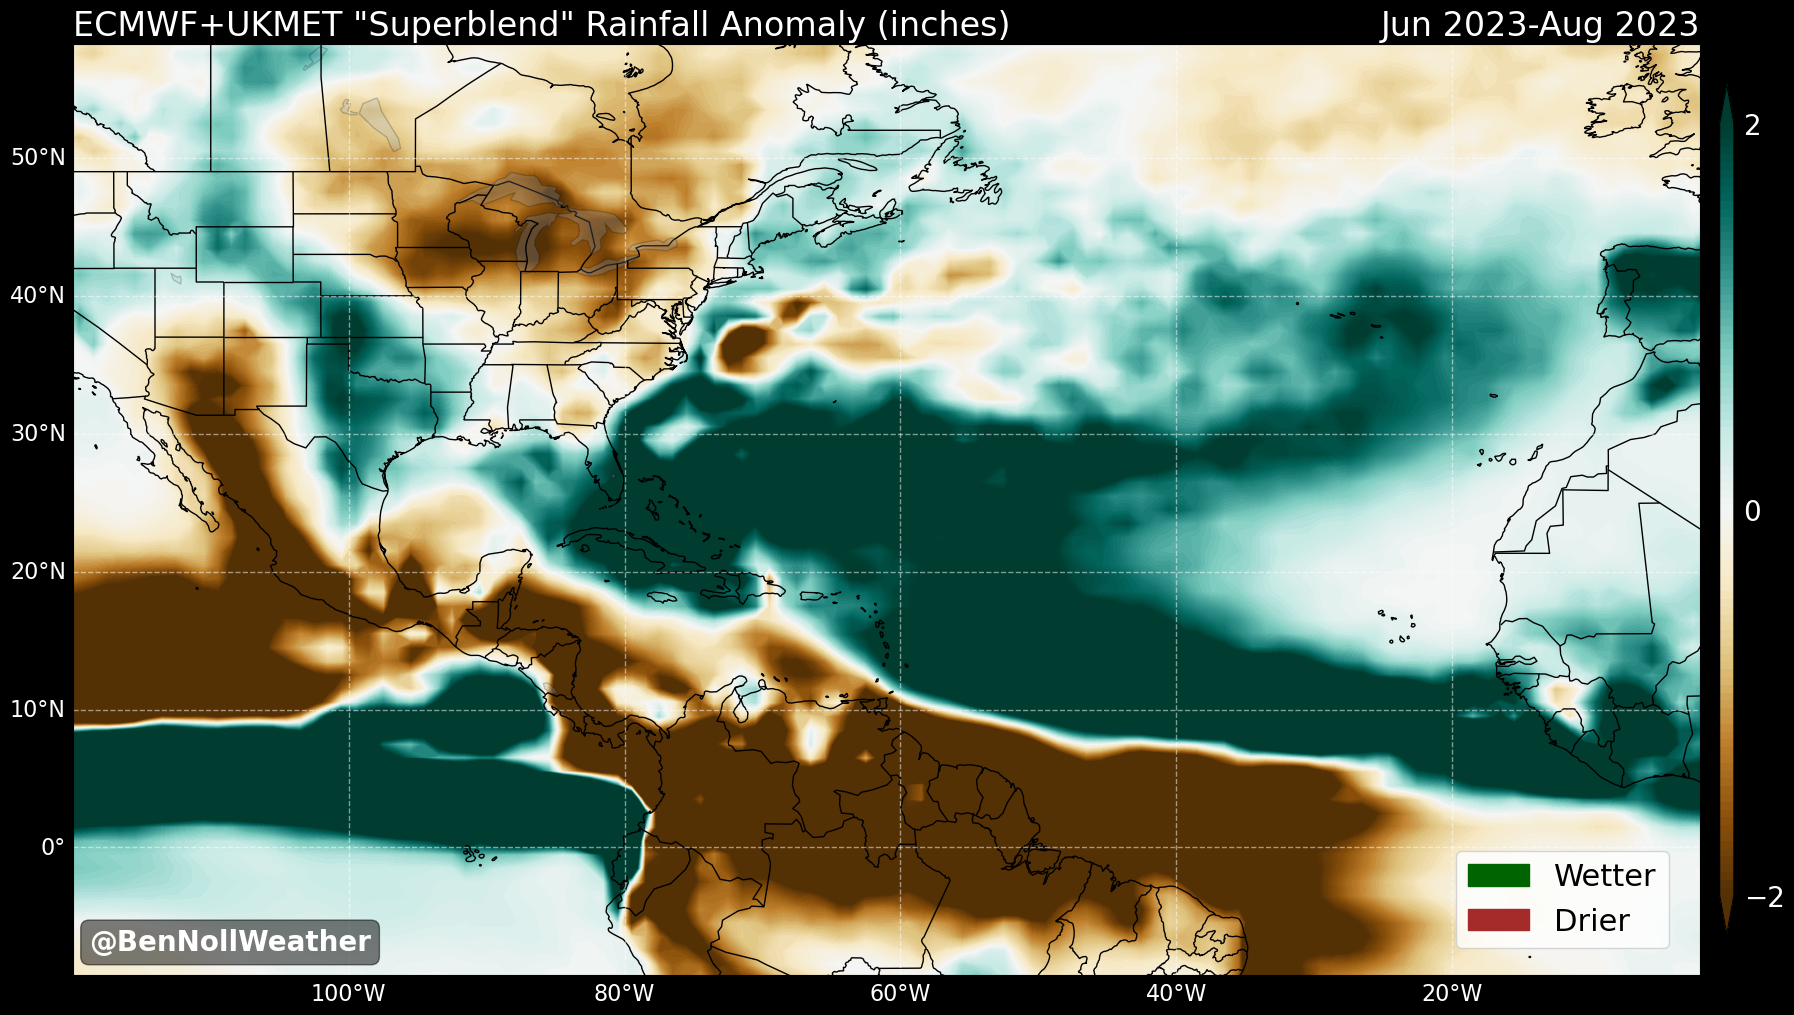 ECMWF+UKMET "Superblend" Rainfall Anomaly (inches)
Jun 2023-Aug 2023
2
50°N
0
40°N
30°N
20°N
10°N
0°
−2
Wetter
Drier
@BenNollWeather
100°W
80°W
60°W
40°W
20°W